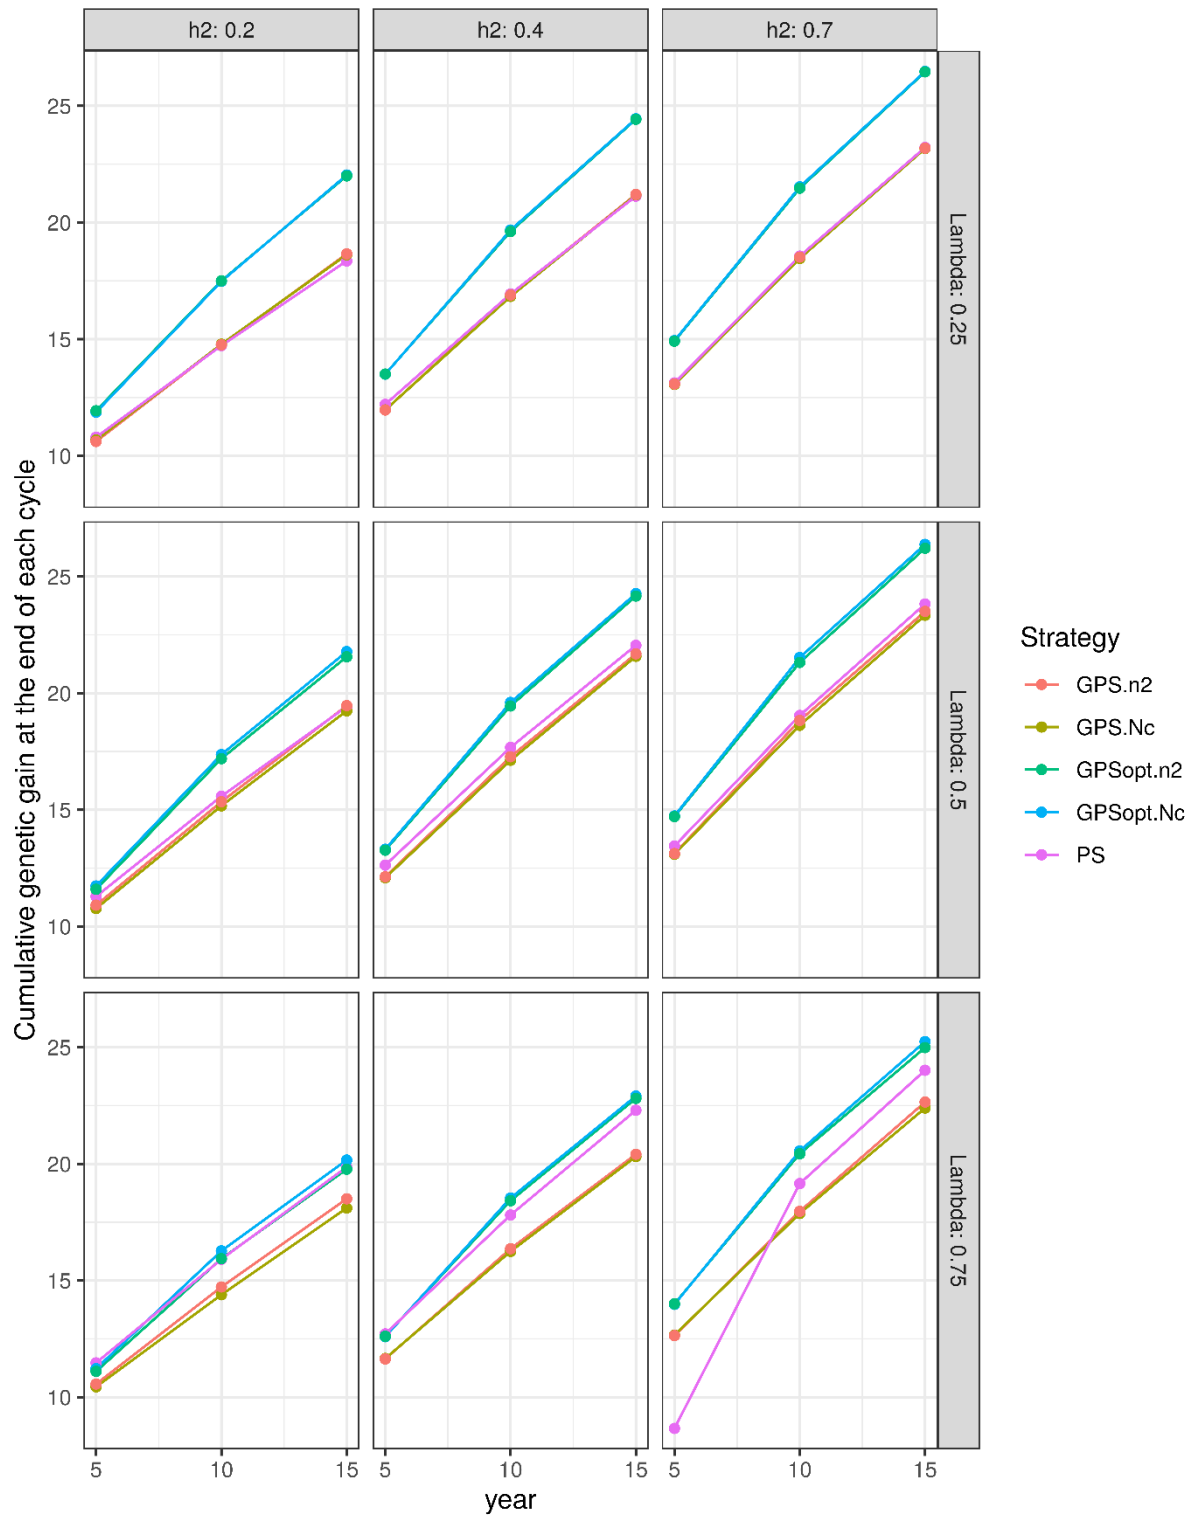 h2: 0.2
h2: 0.4
h2: 0.7
25
20
15
10
Lambda: 0.25
25
20
15
10
Lambda: 0.5
25
20
15
10
Lambda: 0.75
5
10
15
5
10
15
5
10
15
year
Cumulative genetic gain at the end of each cycle
Strategy
GPS.n2
GPS.Nc
GPSopt.n2
GPSopt.Nc
PS